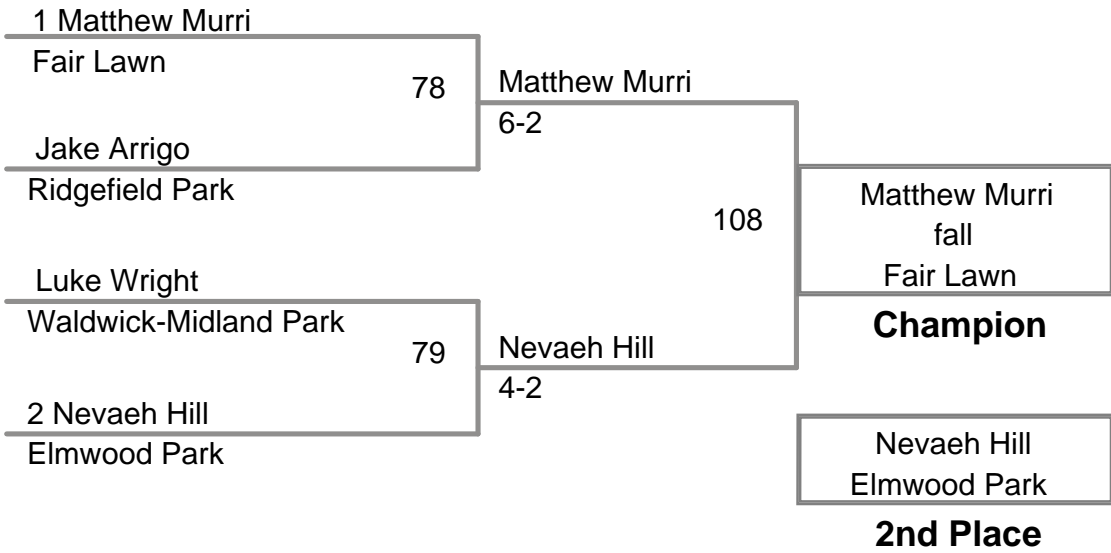 1 Matthew Murri
Fair Lawn
78
Jake Arrigo
Ridgefield Park
Luke Wright
Waldwick-Midland Park
79
2 Nevaeh Hill
Elmwood Park
Matthew Murri
6-2
108
Nevaeh Hill
4-2
Matthew Murri
fall
Fair Lawn
Champion
Nevaeh Hill
Elmwood Park
2nd Place